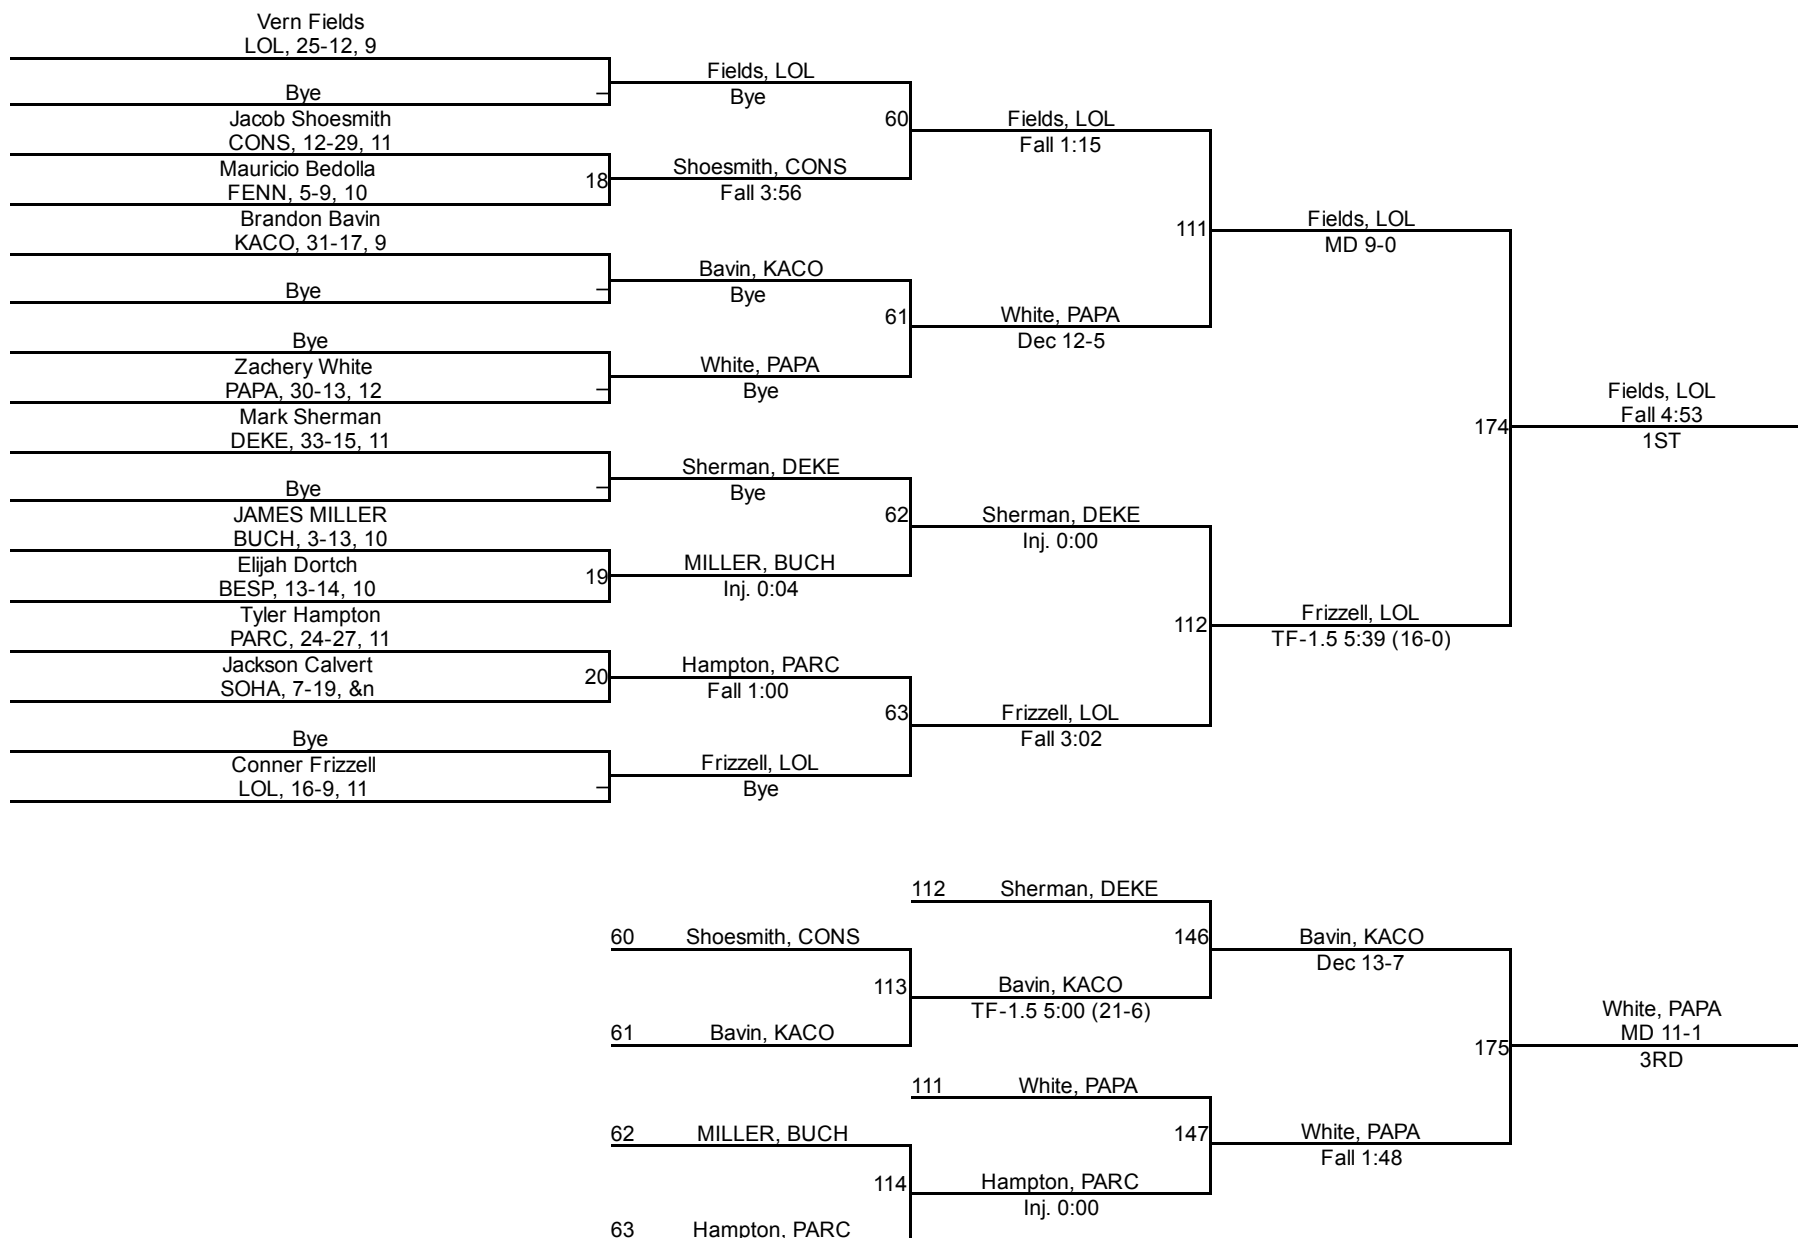 Vern Fields
LOL, 25-12, 9
Bye
Jacob Shoesmith
CONS, 12-29, 11
Mauricio Bedolla
FENN, 5-9, 10
Brandon Bavin
KACO, 31-17, 9
Bye
Bye
Zachery White
PAPA, 30-13, 12
Mark Sherman
DEKE, 33-15, 11
Bye
JAMES MILLER
BUCH, 3-13, 10
Elijah Dortch
BESP, 13-14, 10
Tyler Hampton
PARC, 24-27, 11
Jackson Calvert
SOHA, 7-19, &n
Bye
Conner Frizzell
LOL, 16-9, 11
18
19
20
Fields, LOL
Bye
Shoesmith, CONS
Fall 3:56
Bavin, KACO
Bye
White, PAPA
Bye
Sherman, DEKE
Bye
MILLER, BUCH
Inj. 0:04
Hampton, PARC
Fall 1:00
Frizzell, LOL
Bye
60
61
62
63
Fields, LOL
Fall 1:15
White, PAPA
Dec 12-5
Sherman, DEKE
Inj. 0:00
Frizzell, LOL
Fall 3:02
111
112
Fields, LOL
MD 9-0
Frizzell, LOL
TF-1.5 5:39 (16-0)
174
Fields, LOL
Fall 4:53
1ST
112 Sherman, DEKE
60 Shoesmith, CONS
61 Bavin, KACO
113
Bavin, KACO
TF-1.5 5:00 (21-6)
146
Bavin, KACO
Dec 13-7
111 White, PAPA
62 MILLER, BUCH
63 Hampton, PARC
114
Hampton, PARC
Inj. 0:00
147
White, PAPA
Fall 1:48
175
White, PAPA
MD 11-1
3RD